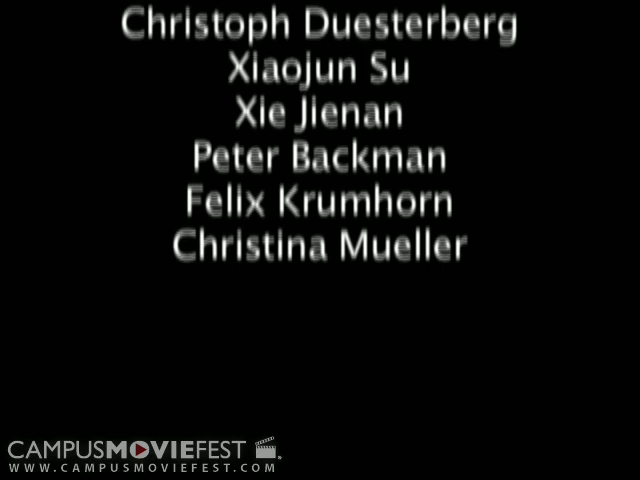 Christoph Duesterberg
Xiaojun Su
Xie Jienan
Peter Backman
Felix Krumhorn
Christina Mueller
CAMPUSMOVIEFEST
WWW.CAMPUSMOVIEFEST.COM